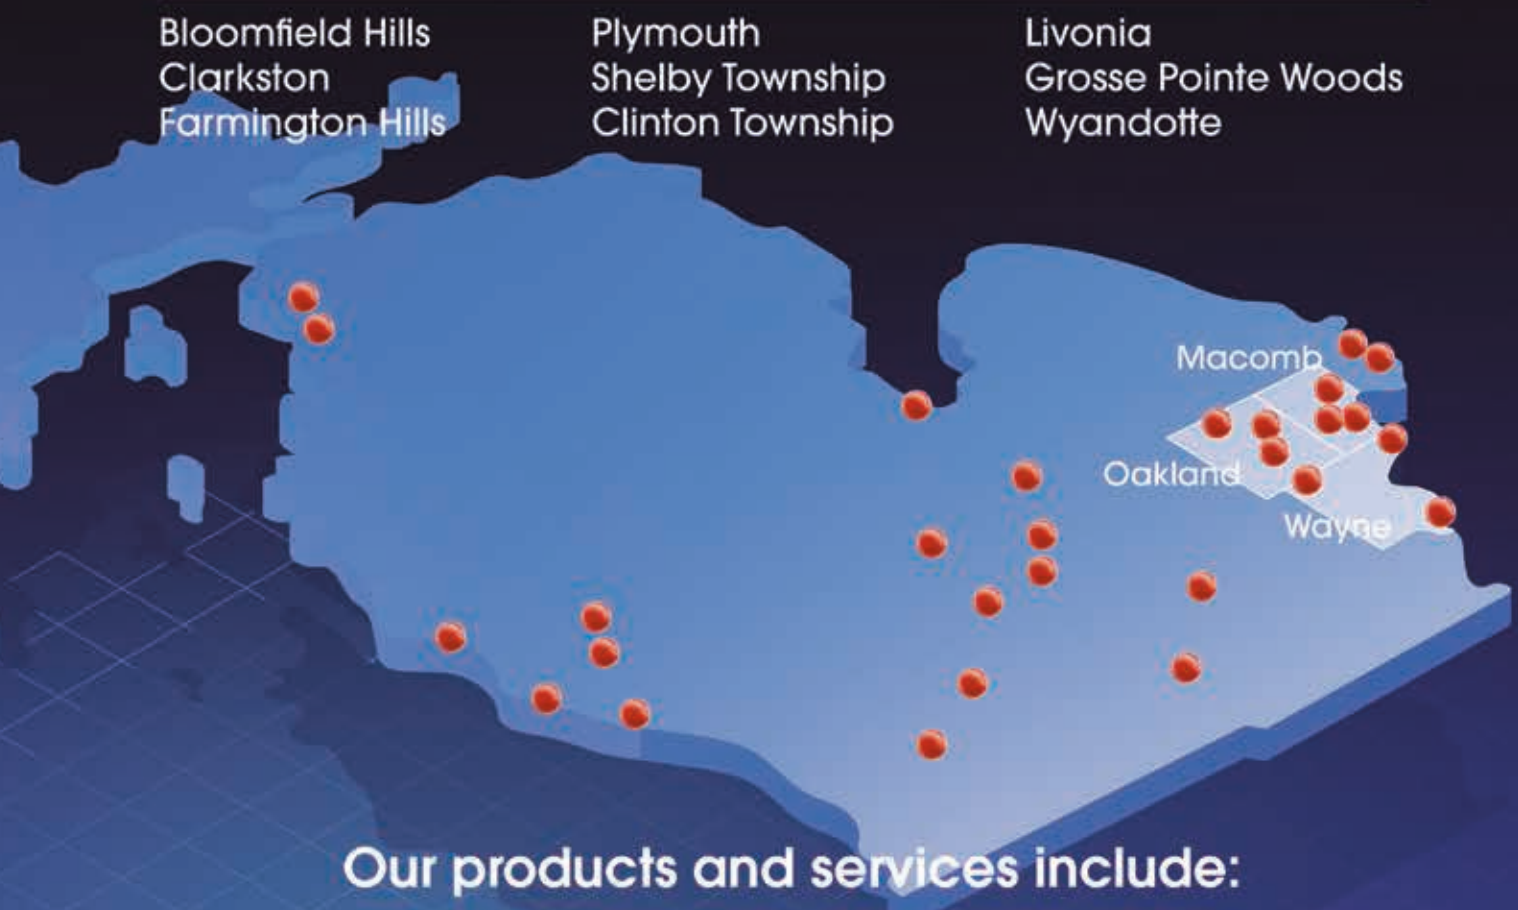 Bloomfield Hills
Clarkston
Farmington Hills
Plymouth
Shelby Township
Clinton Township
Livonia
Grosse Pointe Woods
Wyandotte
Macomb
Oakland
Wayne
Our products and services include: